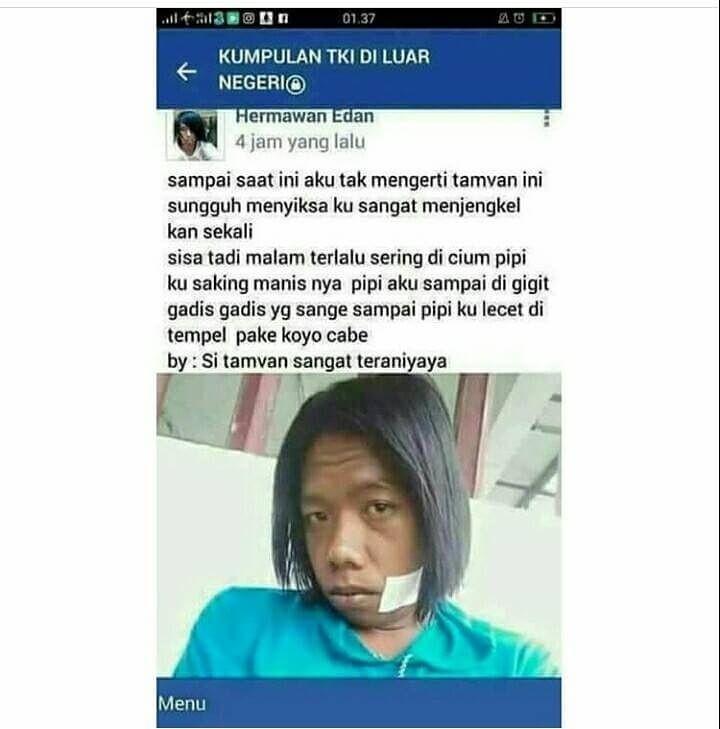 01.37
KUMPULAN TKI DI LUAR
NEGERI
Hermawan Edan
4 jam yang lalu
sampai saat ini aku tak mengerti tamvan ini
sungguh menyiksa ku sangat menjengkel
kan sekali
sisa tadi malam terlalu sering di cium pipi
ku saking manis nya pipi aku sampai di gigit
gadis gadis yg sange sampai pipi ku lecet di
tempel pake koyo cabe
by : Si tamvan sangat teraniyaya
Menu